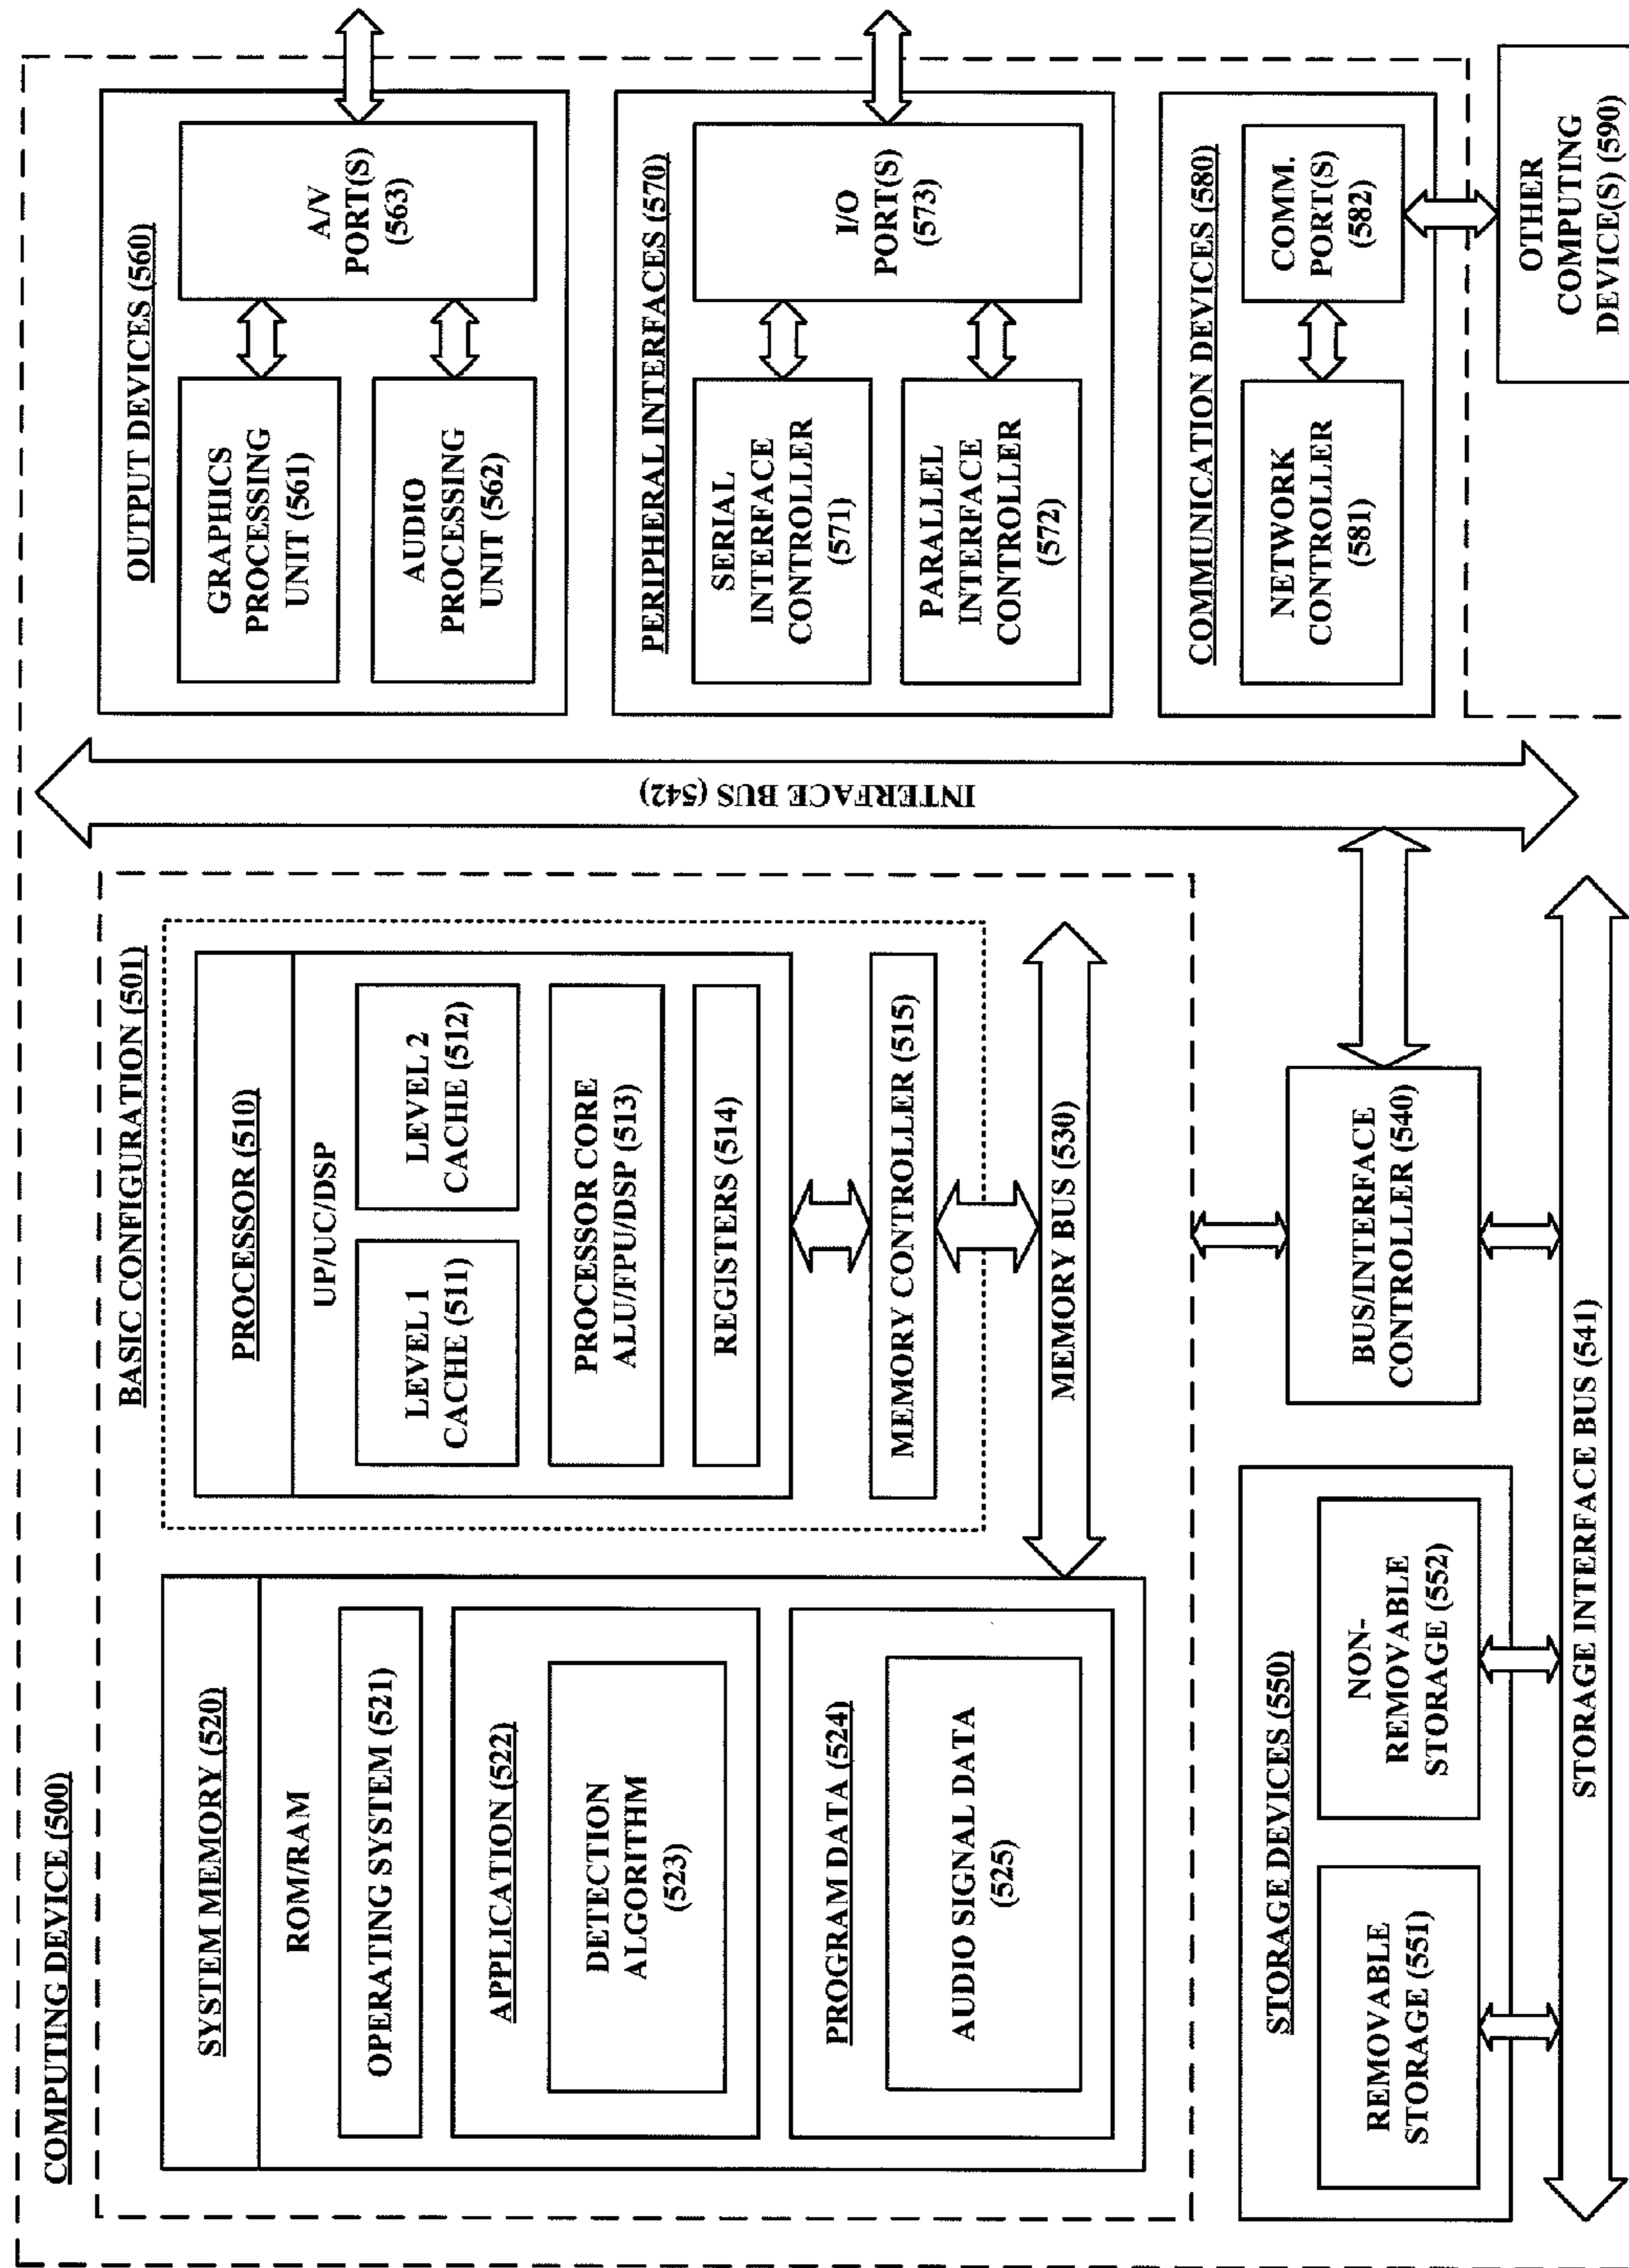 COMPUTING DEVICE (500)
BASIC CONFIGURATION (501)
SYSTEM MEMORY (520)
ROM/RAM
OPERATING SYSTEM (521)
APPLICATION (522)
DETECTION
ALGORITHM
(523)
PROGRAM DATA (524)
AUDIO SIGNAL DATA
(525)
PROCESSOR (510)
UP/UC/DSP
LEVEL 1
CACHE (511)
LEVEL 2
CACHE (512)
PROCESSOR CORE
ALU/FPU/DSP (513)
REGISTERS (514)
MEMORY CONTROLLER (515)
MEMORY BUS (530)
BUS/INTERFACE
CONTROLLER (540)
STORAGE DEVICES (550)
REMOVABLE
STORAGE (551)
NON-
REMOVABLE
STORAGE (552)
STORAGE INTERFACE BUS (541)
INTERFACE BUS (542)
OUTPUT DEVICES (560)
GRAPHICS
PROCESSING
UNIT (561)
AUDIO
PROCESSING
UNIT (562)
A/V
PORT(S)
(563)
PERIPHERAL INTERFACES (570)
SERIAL
INTERFACE
CONTROLLER
(571)
PARALLEL
INTERFACE
CONTROLLER
(572)
I/O
PORT(S)
(573)
COMMUNICATION DEVICES (580)
NETWORK
CONTROLLER
(581)
COMM.
PORT(S)
(582)
OTHER
COMPUTING
DEVICE(S) (590)